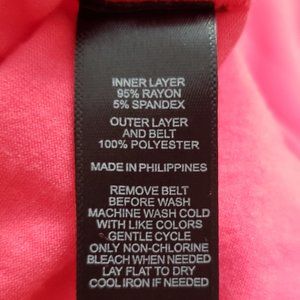 INNER LAYER
95% RAYON
5% SPANDEX
OUTER LAYER
AND BELT
100% POLYESTER
MADE IN PHILIPPINES
REMOVE BELT
BEFORE WASH
MACHINE WASH COLD
WITH LIKE COLORS
GENTLE CYCLE
ONLY NON-CHLORINE
BLEACH WHEN NEEDED
LAY FLAT TO DRY
COOL IRON IF NEEDED